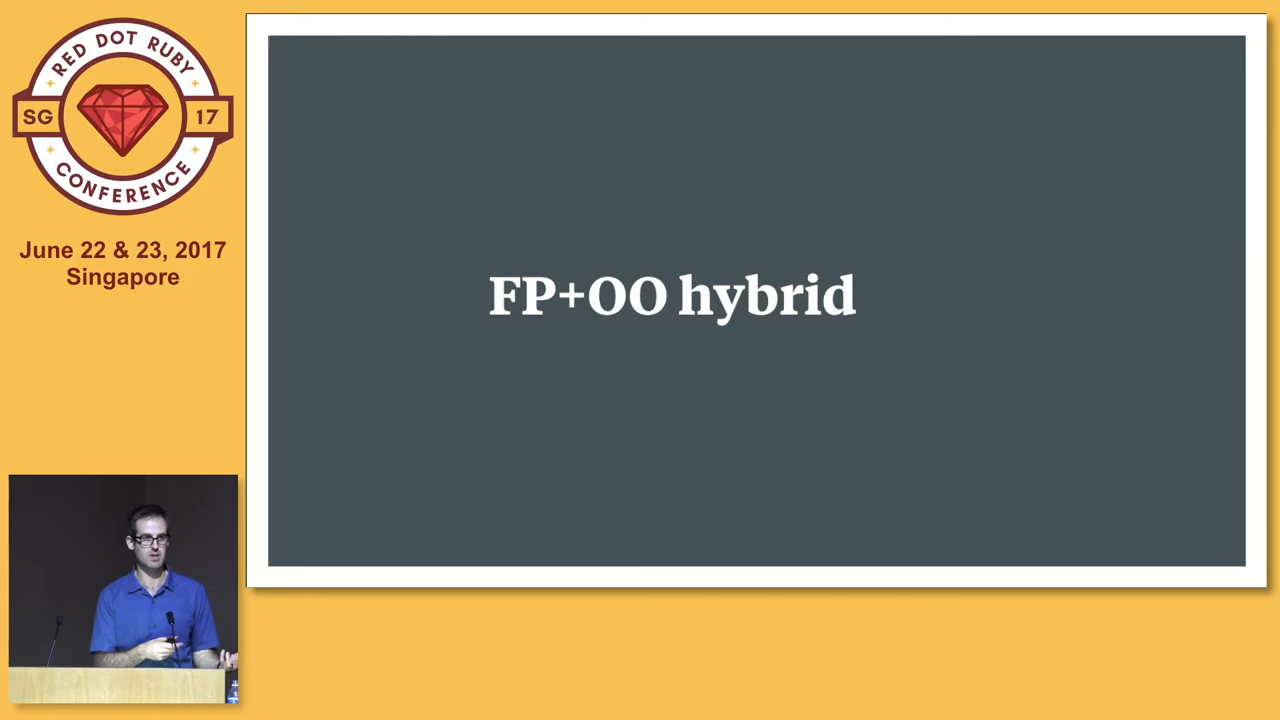 RED DOT RUBY
SG
17
CONFERENCE
June 22 & 23, 2017
Singapore
FP+OO hybrid